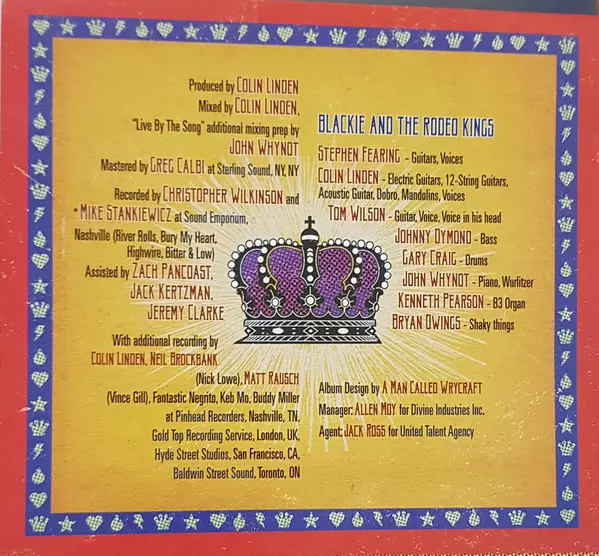 Produced by COLIN LINDEN
Mixed by COLIN LINDEN,
"Live By The Song" additional mixing prep by
JOHN WHYNOT
Mastered by GREG CALBI at Sterling Sound, NY, NY
Recorded by CHRISTOPHER WILKINSON and
+ MIKE STANKIEWICZ at Sound Emporium,
Nashville (River Rolls, Bury My Heart,
Highwire, Bitter & Low)
Assisted by ZACH PANCOAST,
JACK KERTZMAN,
JEREMY CLARKE
With additional recording by
COLIN LINDEN, NEIL BROCKBANK
(Nick Lowe), MATT RAUSCH
(Vince Gill), Fantastic Negrito, Keb Mo, Buddy Miller
at Pinhead Recorders, Nashville, TN,
Gold Top Recording Service, London, UK,
Hyde Street Studios, San Francisco, CA,
Baldwin Street Sound, Toronto, ON
BLACKIE AND THE RODEO KINGS
STEPHEN FEARING - Guitars, Voices
COLIN LINDEN - Electric Guitars, 12-String Guitars,
Acoustic Guitar, Dobro, Mandolins, Voices
TOM WILSON - Guitar, Voice, Voice in his head
JOHNNY DYMOND - Bass
GARY CRAIG - Drums
JOHN WHYNOT - Piano, Wurlitzer
KENNETH PEARSON - B3 Organ
BRYAN OWINGS - Shaky things
Album Design by A MAN CALLED WRYCRAFT
Manager: ALLEN MOY for Divine Industries Inc.
Agent: JACK ROSS for United Talent Agency